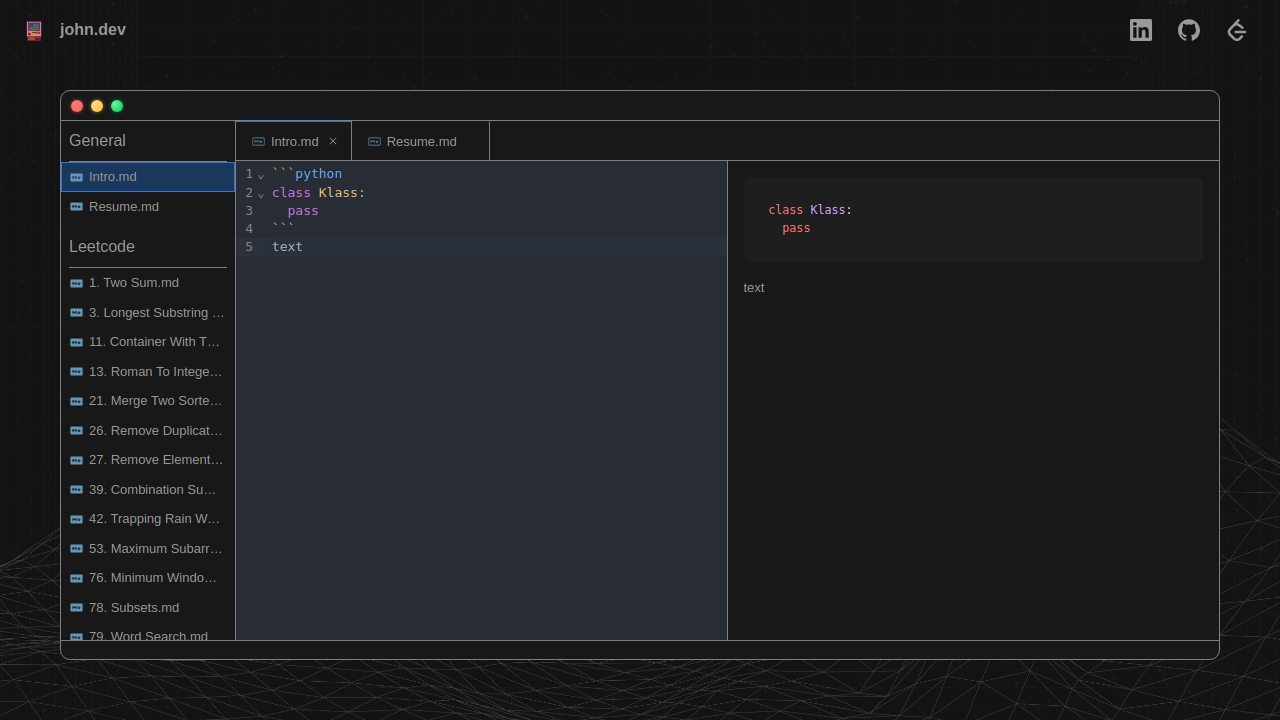 john.dev
General
Intro.md
Resume.md
Leetcode
1. Two Sum.md
3. Longest Substring ...
11. Container With T...
13. Roman To Intege...
21. Merge Two Sorte...
26. Remove Duplicat...
27. Remove Element...
39. Combination Su...
42. Trapping Rain W...
53. Maximum Subarr...
76. Minimum Windo...
78. Subsets.md
79. Word Search.md
Intro.md ×
Resume.md
1 ```python
2 class Klass:
3   pass
4 ```
5 text
class Klass:
  pass
text